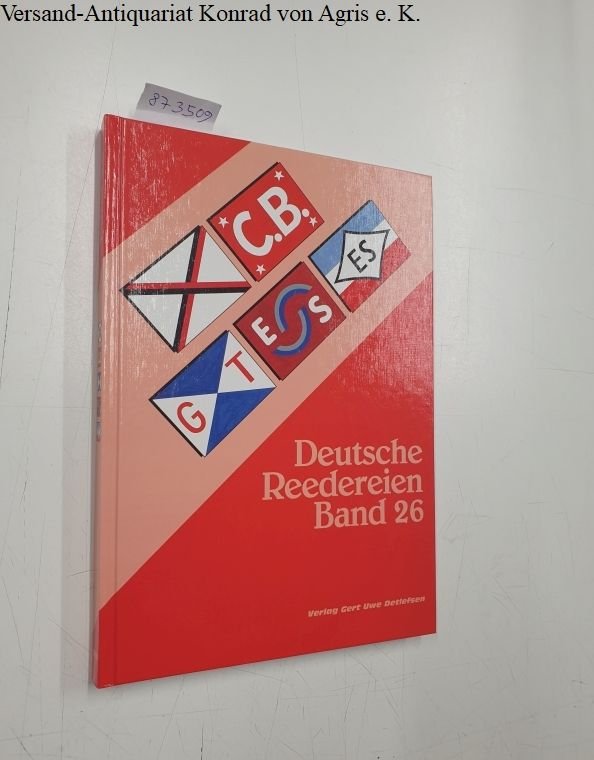 Versand-Antiquariat Konrad von Agris e. K.
873509
C.B.
ES
E S
G T
Deutsche
Reedereien
Band 26
Verlag Gert Uwe Detlefsen